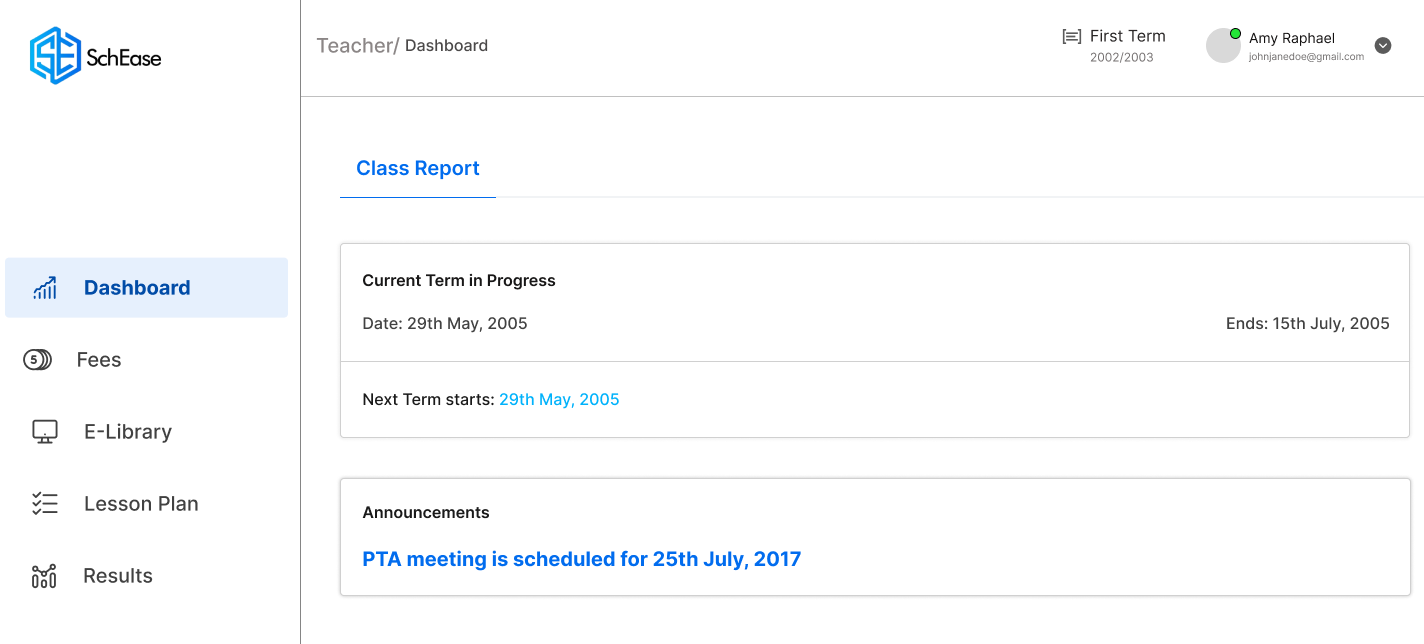 SchEase
Teacher/ Dashboard
First Term
2002/2003
Amy Raphael
johnjanedoe@gmail.com
Class Report
Dashboard
5 Fees
E-Library
Lesson Plan
Results
Current Term in Progress
Date: 29th May, 2005
Ends: 15th July, 2005
Next Term starts: 29th May, 2005
Announcements
PTA meeting is scheduled for 25th July, 2017